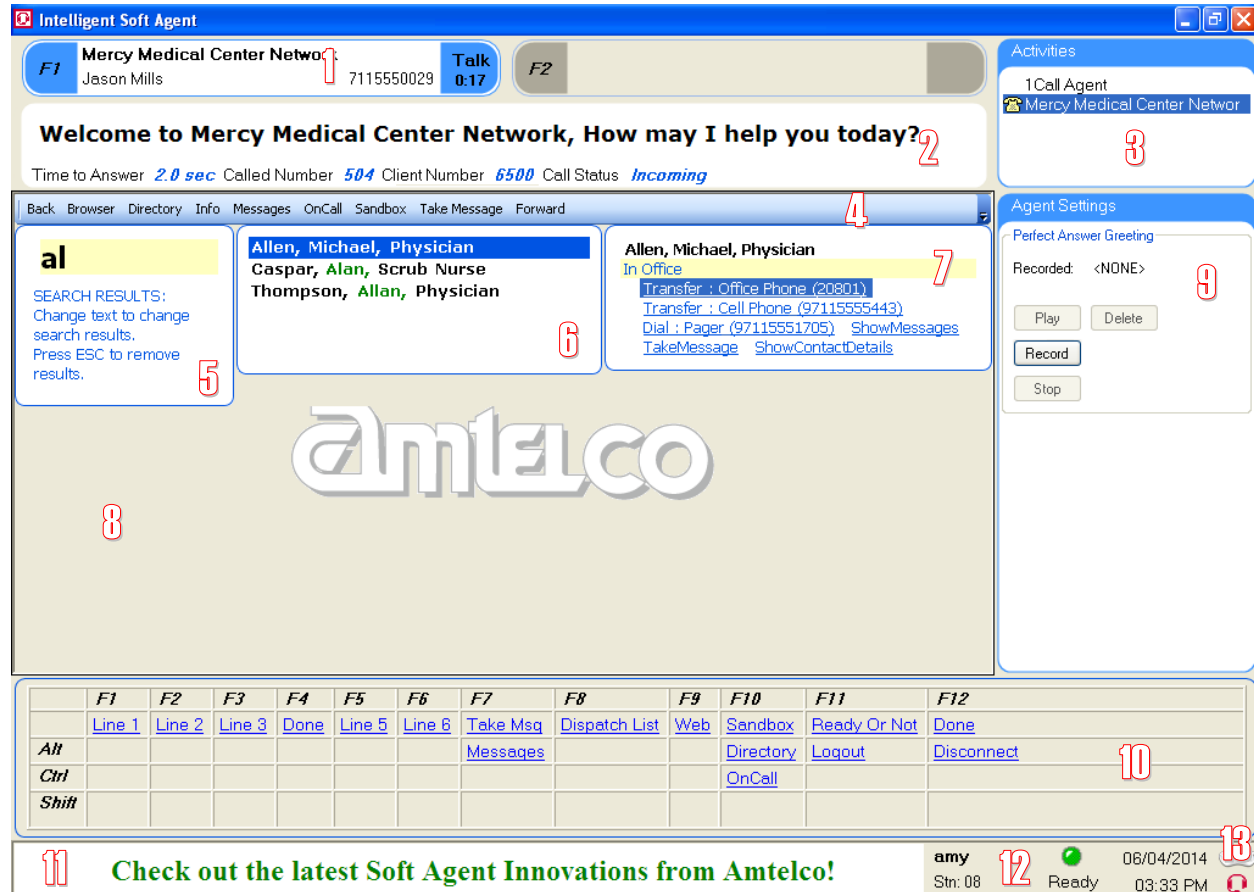 Intelligent Soft Agent
F1 Mercy Medical Center Network Talk
Jason Mills 7115550029 0:17
1
F2
Welcome to Mercy Medical Center Network, How may I help you today?
2
Time to Answer 2.0 sec Called Number 504 Client Number 6500 Call Status Incoming
Activities
1Call Agent
Mercy Medical Center Networ
3
Back Browser Directory Info Messages OnCall Sandbox Take Message Forward
4
al
SEARCH RESULTS:
Change text to change
search results.
Press ESC to remove
results.
5
Allen, Michael, Physician
Caspar, Alan, Scrub Nurse
Thompson, Allan, Physician
6
Allen, Michael, Physician
In Office
Transfer : Office Phone (20801)
Transfer : Cell Phone (97115555443)
Dial : Pager (97115551705) ShowMessages
TakeMessage ShowContactDetails
7
amtelco
8
Agent Settings
Perfect Answer Greeting
Recorded: <NONE>
Play Delete
Record
Stop
9
F1 F2 F3 F4 F5 F6 F7 F8 F9 F10 F11 F12
Line 1 Line 2 Line 3 Done Line 5 Line 6 Take Msg Dispatch List Web Sandbox Ready Or Not Done
Alt Messages Directory Logout Disconnect
Ctrl OnCall
Shift
10
11
Check out the latest Soft Agent Innovations from Amtelco!
amy 06/04/2014
Stn: 08 Ready 03:33 PM
12
13